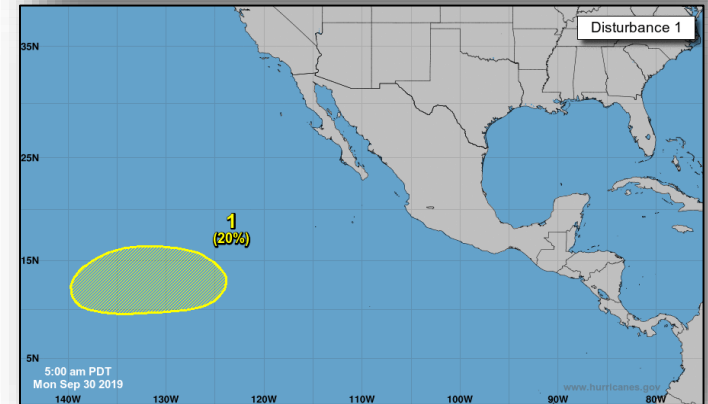 Disturbance 1
35N
25N
1
(20%)
15N
5N
5:00 am PDT
Mon Sep 30 2019
www.hurricanes.gov
140W 130W 120W 110W 100W 90W 80W